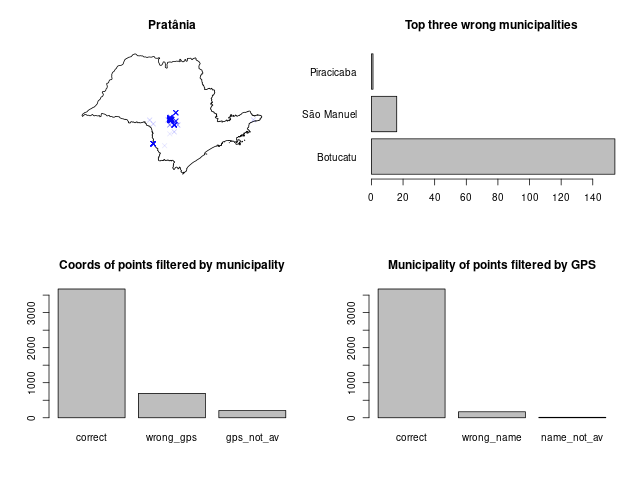 Pratânia
Top three wrong municipalities
Piracicaba
São Manuel
Botucatu
0 20 40 60 80 100 120 140
Coords of points filtered by municipality
0 1000 2000 3000
correct wrong_gps gps_not_av
Municipality of points filtered by GPS
0 1000 2000 3000
correct wrong_name name_not_av